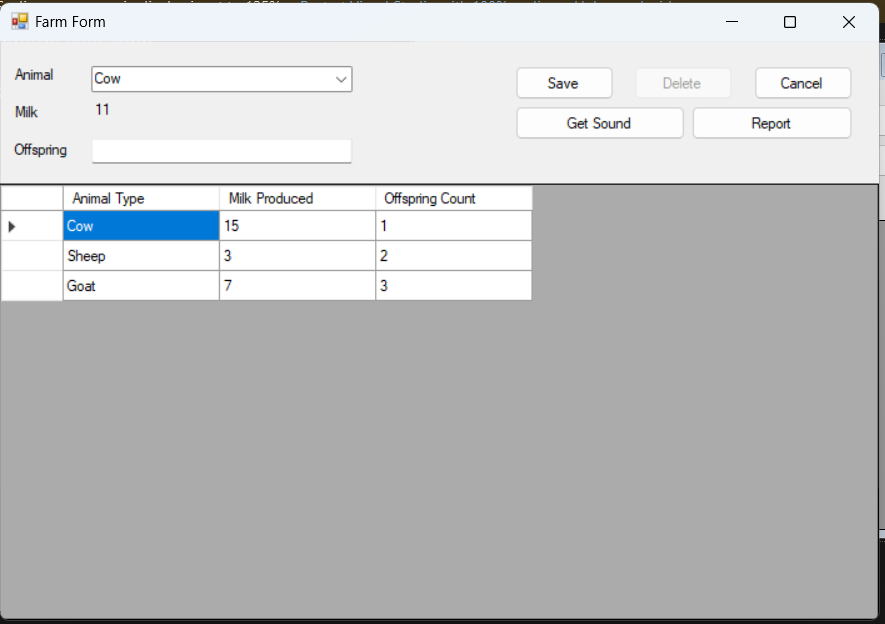 Farm Form
Animal Cow Save Delete Cancel
Milk 11 Get Sound Report
Offspring
Animal Type Milk Produced Offspring Count
Cow 15 1
Sheep 3 2
Goat 7 3